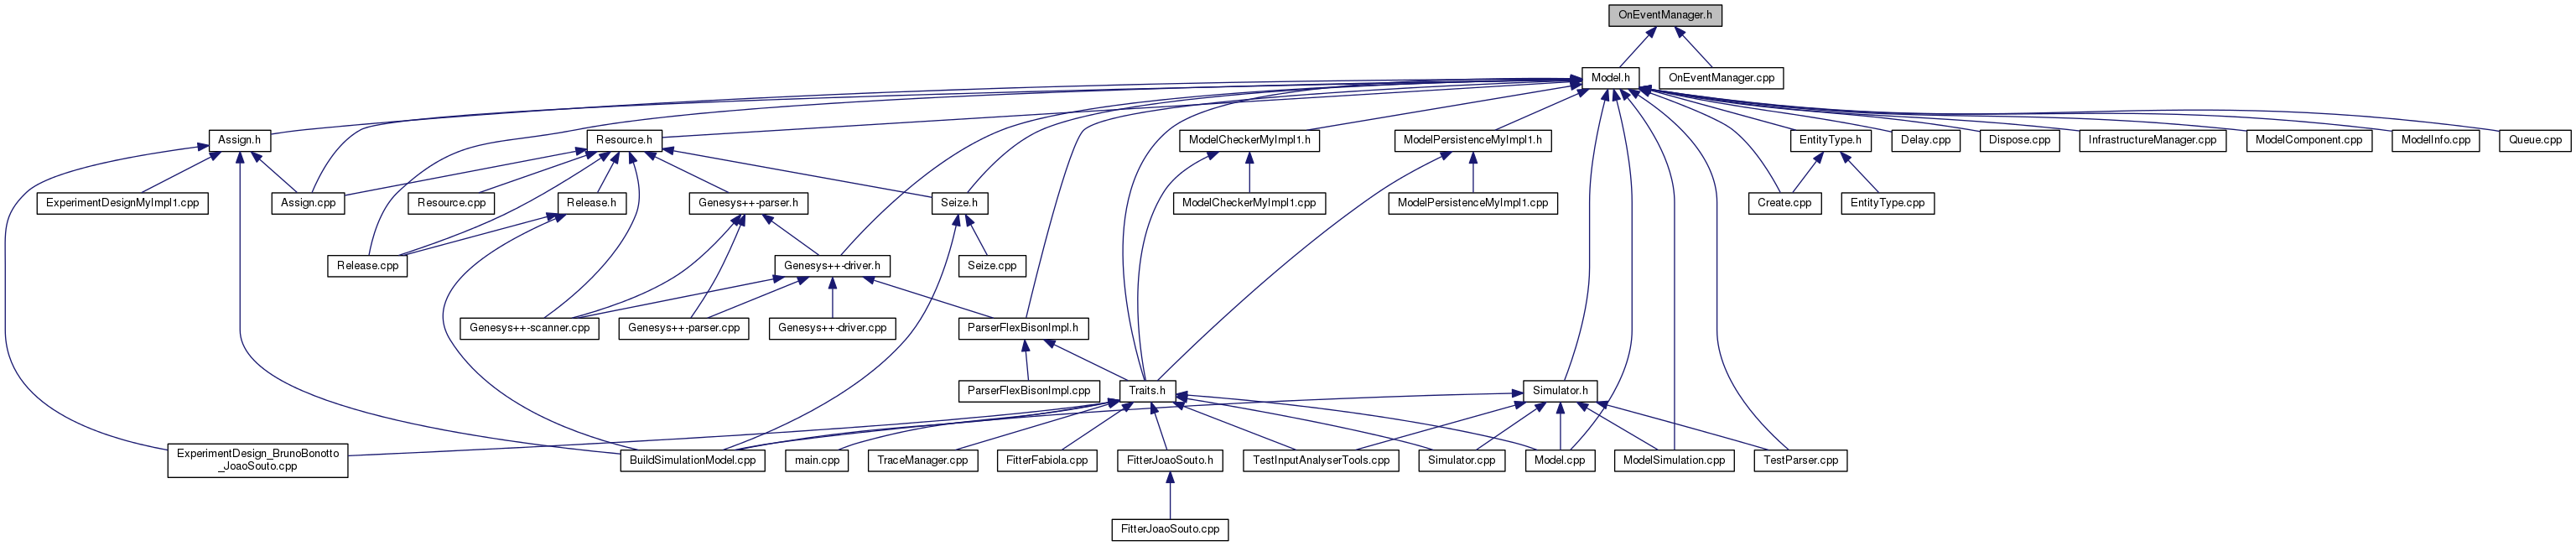 OnEventManager.h
Model.h
OnEventManager.cpp
Assign.h
Resource.h
ModelCheckerMyImpl1.h
ModelPersistenceMyImpl1.h
EntityType.h
Delay.cpp
Dispose.cpp
InfrastructureManager.cpp
ModelComponent.cpp
ModelInfo.cpp
Queue.cpp
ExperimentDesignMyImpl1.cpp
Assign.cpp
Resource.cpp
Release.h
Genesys++-parser.h
Seize.h
ModelCheckerMyImpl1.cpp
ModelPersistenceMyImpl1.cpp
Create.cpp
EntityType.cpp
Release.cpp
Genesys++-driver.h
Seize.cpp
Genesys++-scanner.cpp
Genesys++-parser.cpp
Genesys++-driver.cpp
ParserFlexBisonImpl.h
ParserFlexBisonImpl.cpp
Traits.h
Simulator.h
ExperimentDesign_BrunoBonotto
_JoaoSouto.cpp
BuildSimulationModel.cpp
main.cpp
TraceManager.cpp
FitterFabiola.cpp
FitterJoaoSouto.h
TestInputAnalyserTools.cpp
Simulator.cpp
Model.cpp
ModelSimulation.cpp
TestParser.cpp
FitterJoaoSouto.cpp